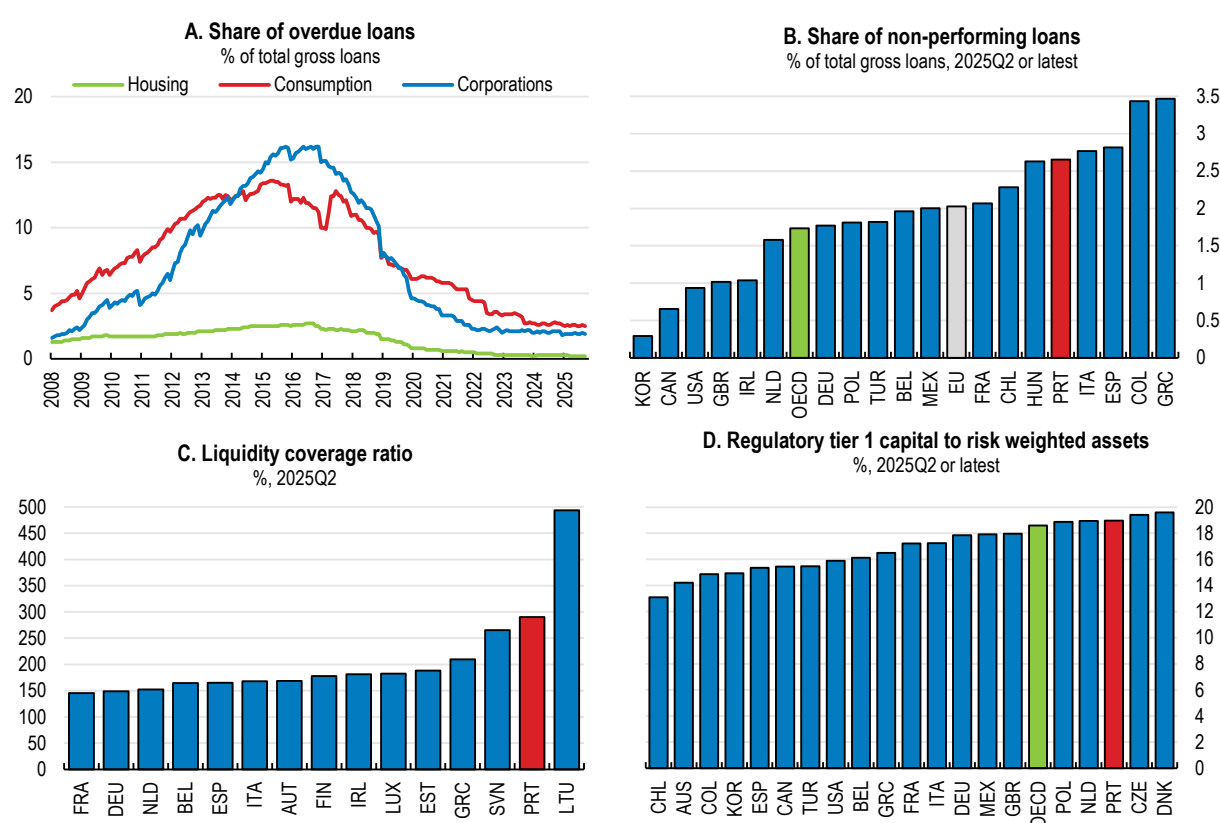 A. Share of overdue loans
% of total gross loans
Housing Consumption Corporations
20
15
10
5
0
2008 2009 2010 2011 2012 2013 2014 2015 2016 2017 2018 2019 2020 2021 2022 2023 2024 2025
B. Share of non-performing loans
% of total gross loans, 2025Q2 or latest
3.5
3
2.5
2
1.5
1
0.5
0
KOR CAN USA GBR IRL NLD OECD DEU POL TUR BEL MEX EU FRA CHL HUN PRT ITA ESP COL GRC
C. Liquidity coverage ratio
%, 2025Q2
500
450
400
350
300
250
200
150
100
50
0
FRA DEU NLD BEL ESP ITA AUT FIN IRL LUX EST GRC SVN PRT LTU
D. Regulatory tier 1 capital to risk weighted assets
%, 2025Q2 or latest
20
18
16
14
12
10
8
6
4
2
0
CHL AUS COL KOR ESP CAN TUR USA BEL GRC FRA ITA DEU MEX GBR OECD POL NLD PRT CZE DNK